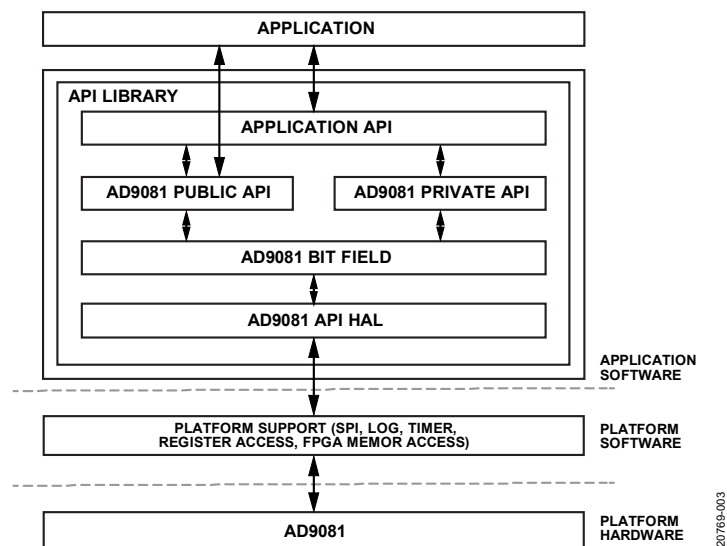 APPLICATION
API LIBRARY
APPLICATION API
AD9081 PUBLIC API
AD9081 PRIVATE API
AD9081 BIT FIELD
AD9081 API HAL
APPLICATION
SOFTWARE
PLATFORM SUPPORT (SPI, LOG, TIMER,
REGISTER ACCESS, FPGA MEMOR ACCESS)
PLATFORM
SOFTWARE
AD9081
PLATFORM
HARDWARE
20769-003